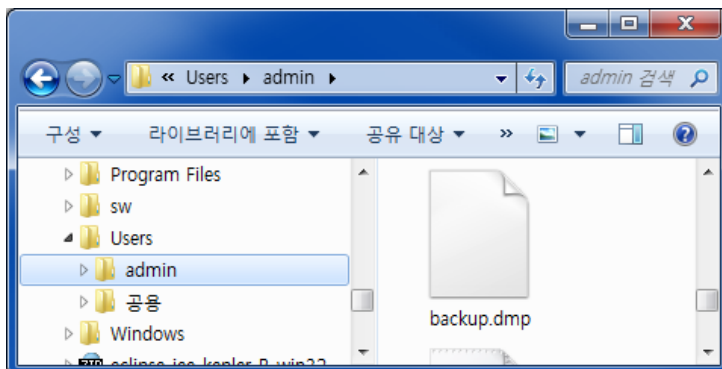 « Users ▸ admin ▸
admin 검색
구성 ▼ 라이브러리에 포함 ▼ 공유 대상 ▼ »
Program Files
sw
Users
admin
공용
Windows
backup.dmp